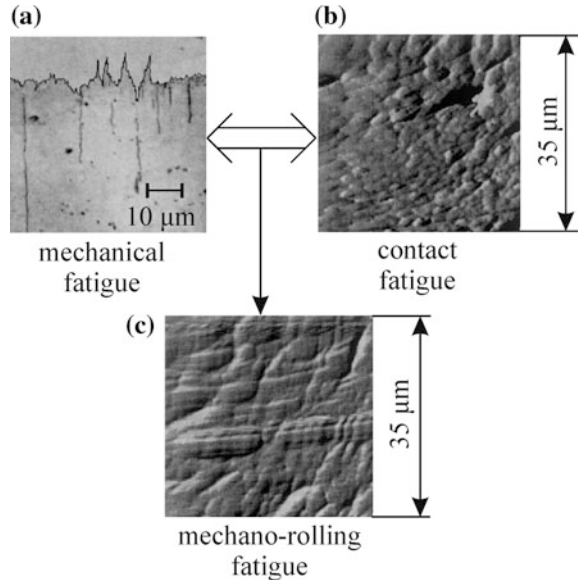 (a)
(b)
10 μm
35 μm
mechanical
fatigue
contact
fatigue
(c)
35 μm
mechano-rolling
fatigue